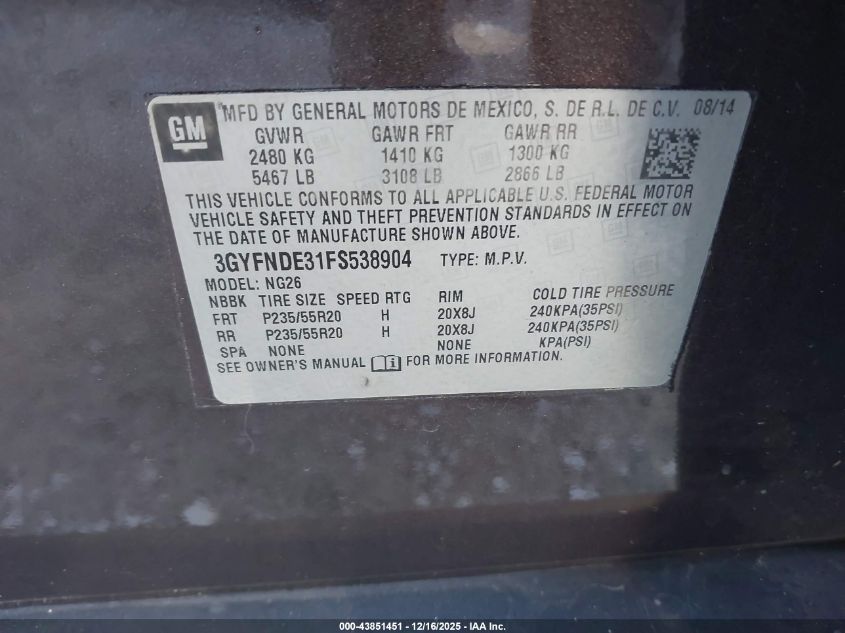 GM
MFD BY GENERAL MOTORS DE MEXICO, S. DE R.L. DE C.V. 08/14
GVWR GAWR FRT GAWR RR
2480 KG 1410 KG 1300 KG
5467 LB 3108 LB 2866 LB
THIS VEHICLE CONFORMS TO ALL APPLICABLE U.S. FEDERAL MOTOR
VEHICLE SAFETY AND THEFT PREVENTION STANDARDS IN EFFECT ON
THE DATE OF MANUFACTURE SHOWN ABOVE.
3GYFNDE31FS538904 TYPE: M.P.V.
MODEL: NG26
NBBK TIRE SIZE SPEED RTG RIM COLD TIRE PRESSURE
FRT P235/55R20 H 20X8J 240KPA(35PSI)
RR P235/55R20 H 20X8J 240KPA(35PSI)
SPA NONE NONE KPA(PSI)
SEE OWNER'S MANUAL FOR MORE INFORMATION.
000-43851451 - 12/16/2025 - IAA Inc.